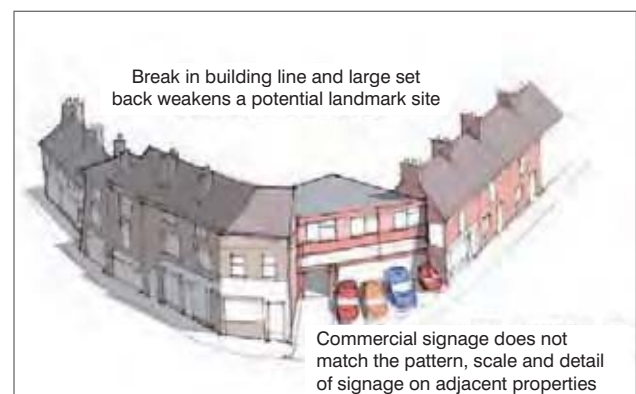 Break in building line and large set
back weakens a potential landmark site
Commercial signage does not
match the pattern, scale and detail
of signage on adjacent properties